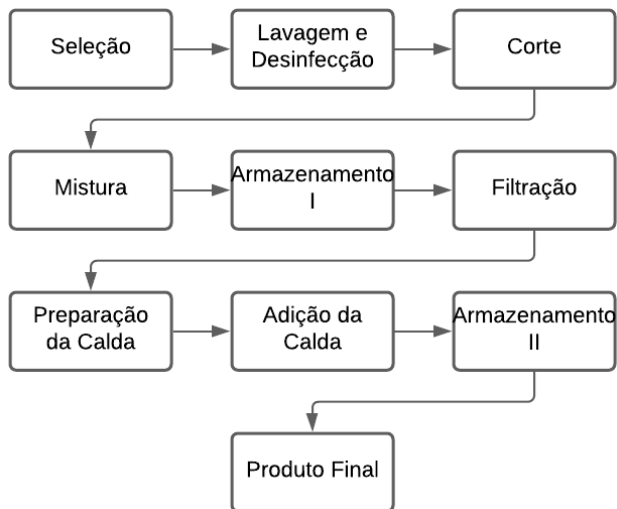 Seleção
Lavagem e
Desinfecção
Corte
Mistura
Armazenamento
I
Filtração
Preparação
da Calda
Adição da
Calda
Armazenamento
II
Produto Final